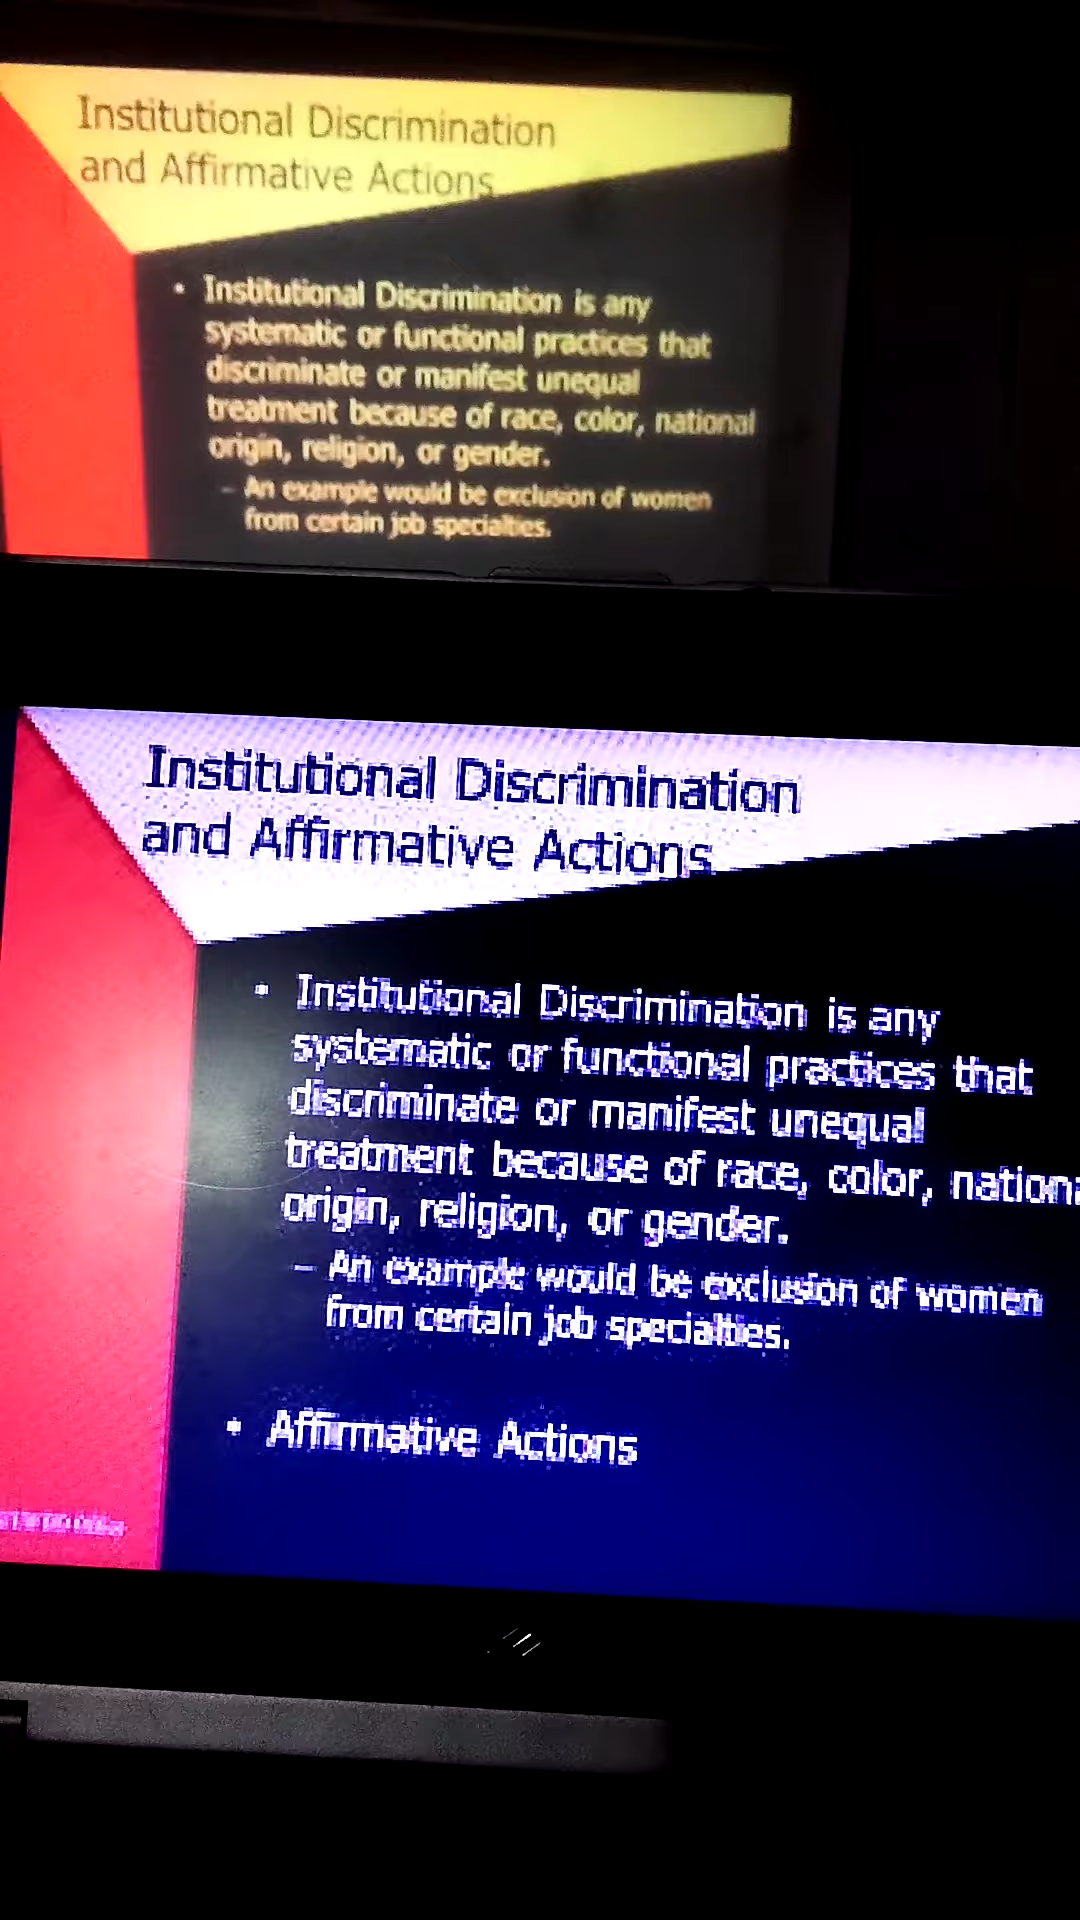 Institutional Discrimination
and Affirmative Actions
• Institutional Discrimination is any
systematic or functional practices that
discriminate or manifest unequal
treatment because of race, color, national
origin, religion, or gender.
– An example would be exclusion of women
from certain job specialties.
Institutional Discrimination
and Affirmative Actions
• Institutional Discrimination is any
systematic or functional practices that
discriminate or manifest unequal
treatment because of race, color, nationa
origin, religion, or gender.
– An example would be exclusion of women
from certain job specialties.
• Affirmative Actions